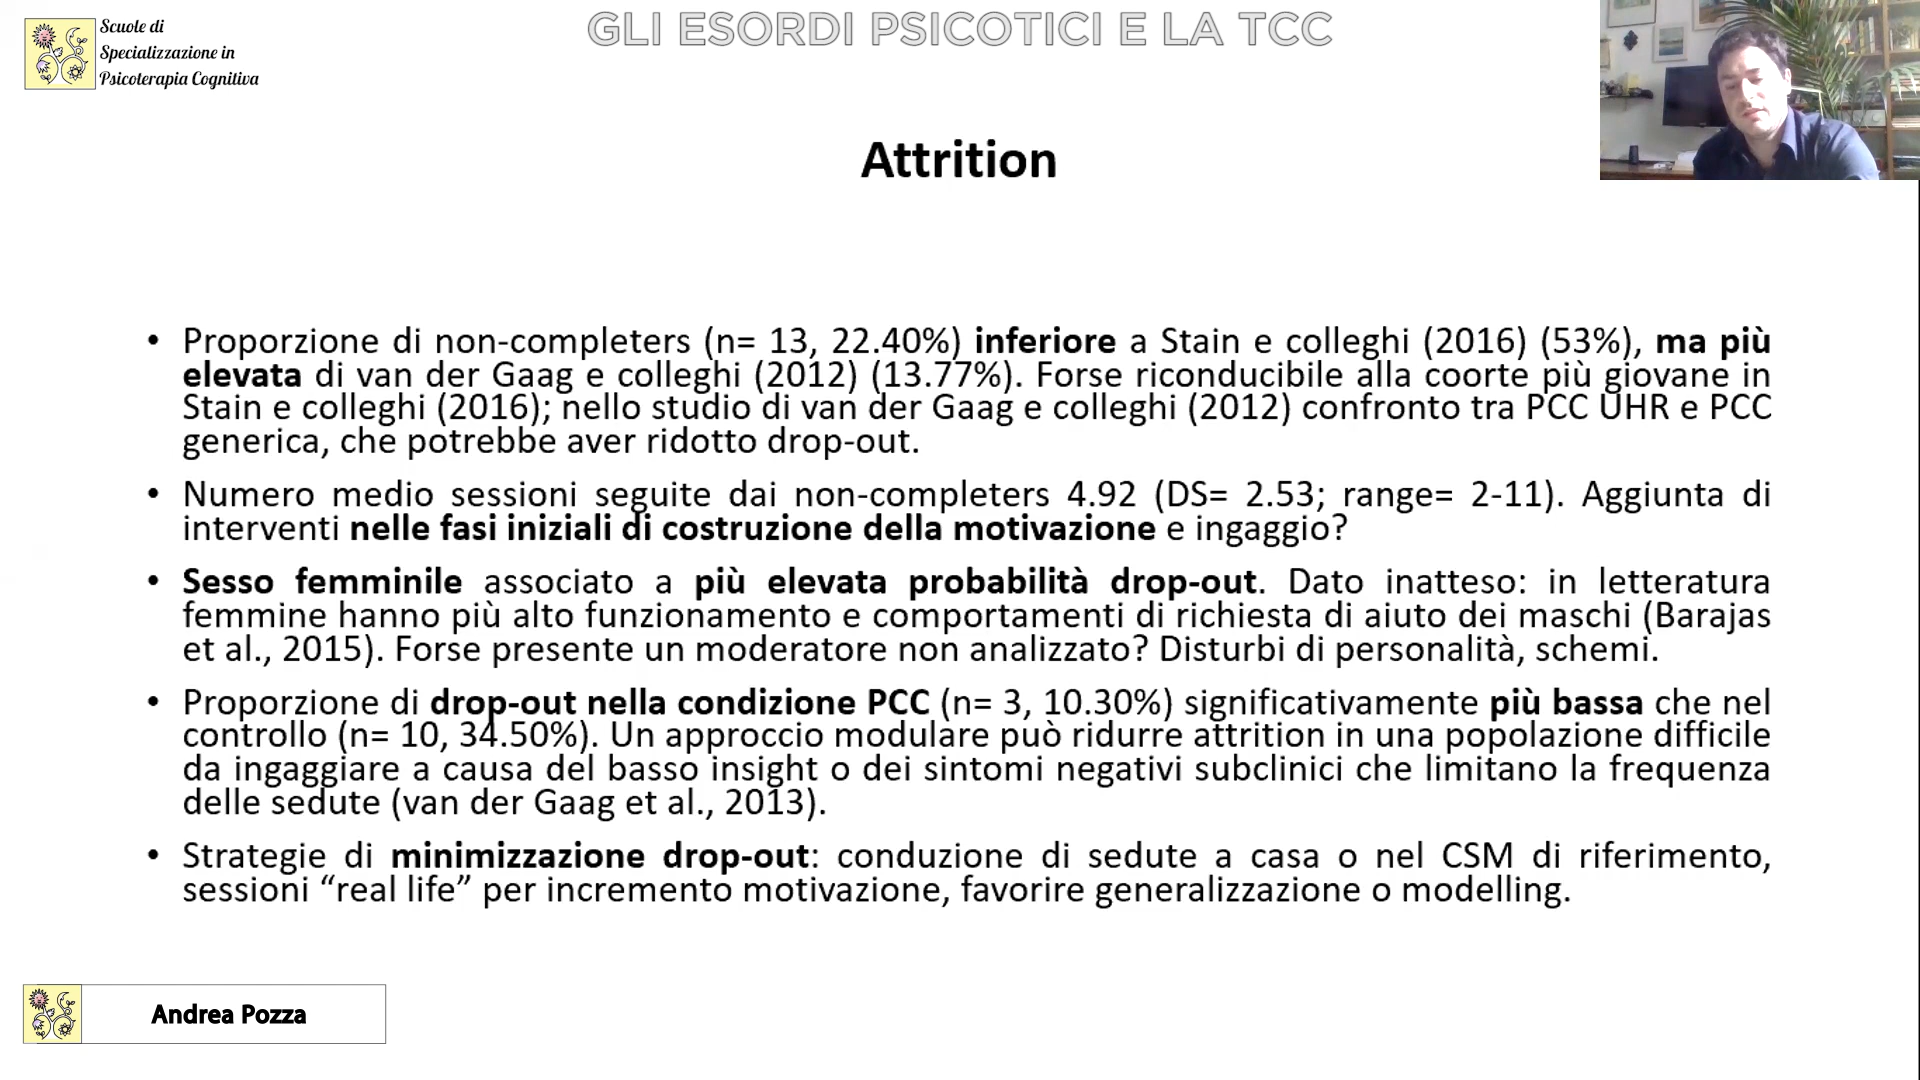 Scuole di
Specializzazione in
Psicoterapia Cognitiva
GLI ESORDI PSICOTICI E LA TCC
Attrition
• Proporzione di non-completers (n= 13, 22.40%) inferiore a Stain e colleghi (2016) (53%), ma più
elevata di van der Gaag e colleghi (2012) (13.77%). Forse riconducibile alla coorte più giovane in
Stain e colleghi (2016); nello studio di van der Gaag e colleghi (2012) confronto tra PCC UHR e PCC
generica, che potrebbe aver ridotto drop-out.
• Numero medio sessioni seguite dai non-completers 4.92 (DS= 2.53; range= 2-11). Aggiunta di
interventi nelle fasi iniziali di costruzione della motivazione e ingaggio?
• Sesso femminile associato a più elevata probabilità drop-out. Dato inatteso: in letteratura
femmine hanno più alto funzionamento e comportamenti di richiesta di aiuto dei maschi (Barajas
et al., 2015). Forse presente un moderatore non analizzato? Disturbi di personalità, schemi.
• Proporzione di drop-out nella condizione PCC (n= 3, 10.30%) significativamente più bassa che nel
controllo (n= 10, 34.50%). Un approccio modulare può ridurre attrition in una popolazione difficile
da ingaggiare a causa del basso insight o dei sintomi negativi subclinici che limitano la frequenza
delle sedute (van der Gaag et al., 2013).
• Strategie di minimizzazione drop-out: conduzione di sedute a casa o nel CSM di riferimento,
sessioni “real life” per incremento motivazione, favorire generalizzazione o modelling.
Andrea Pozza